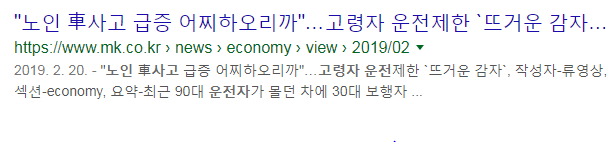 "노인 車사고 급증 어찌하오리까"…고령자 운전제한 `뜨거운 감자...
https://www.mk.co.kr › news › economy › view › 2019/02
2019. 2. 20. - "노인 車사고 급증 어찌하오리까"…고령자 운전제한 `뜨거운 감자`, 작성자-류영상,
섹션-economy, 요약-최근 90대 운전자가 몰던 차에 30대 보행자 ...